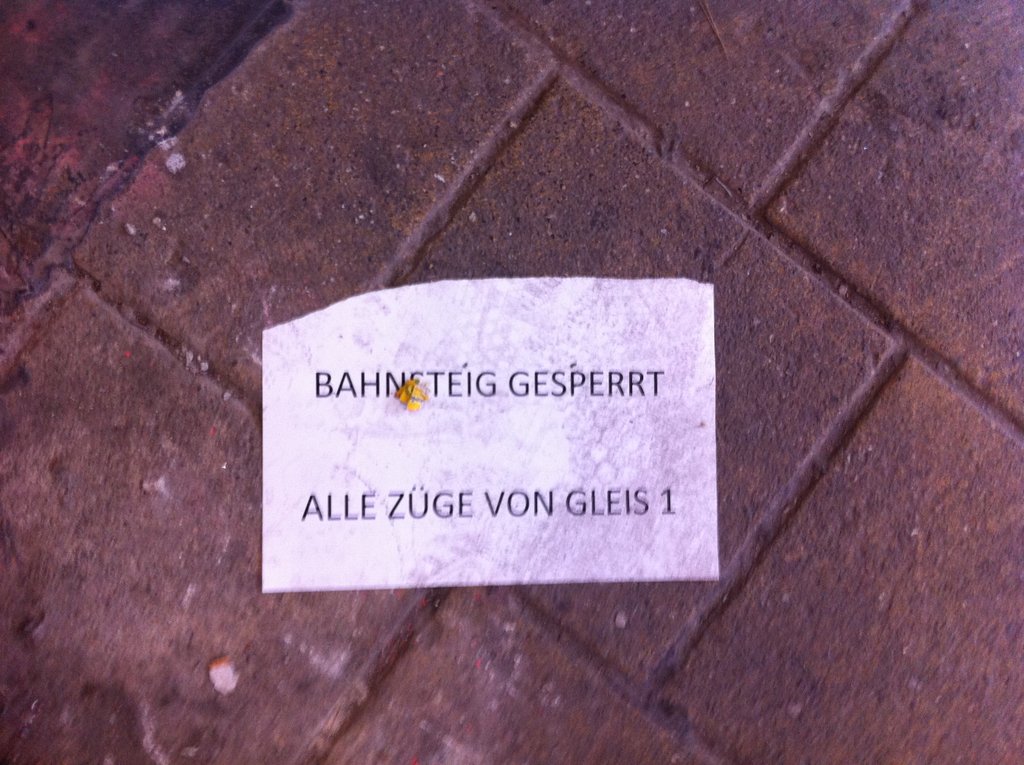 BAHNSTEIG GESPERRT
ALLE ZÜGE VON GLEIS 1